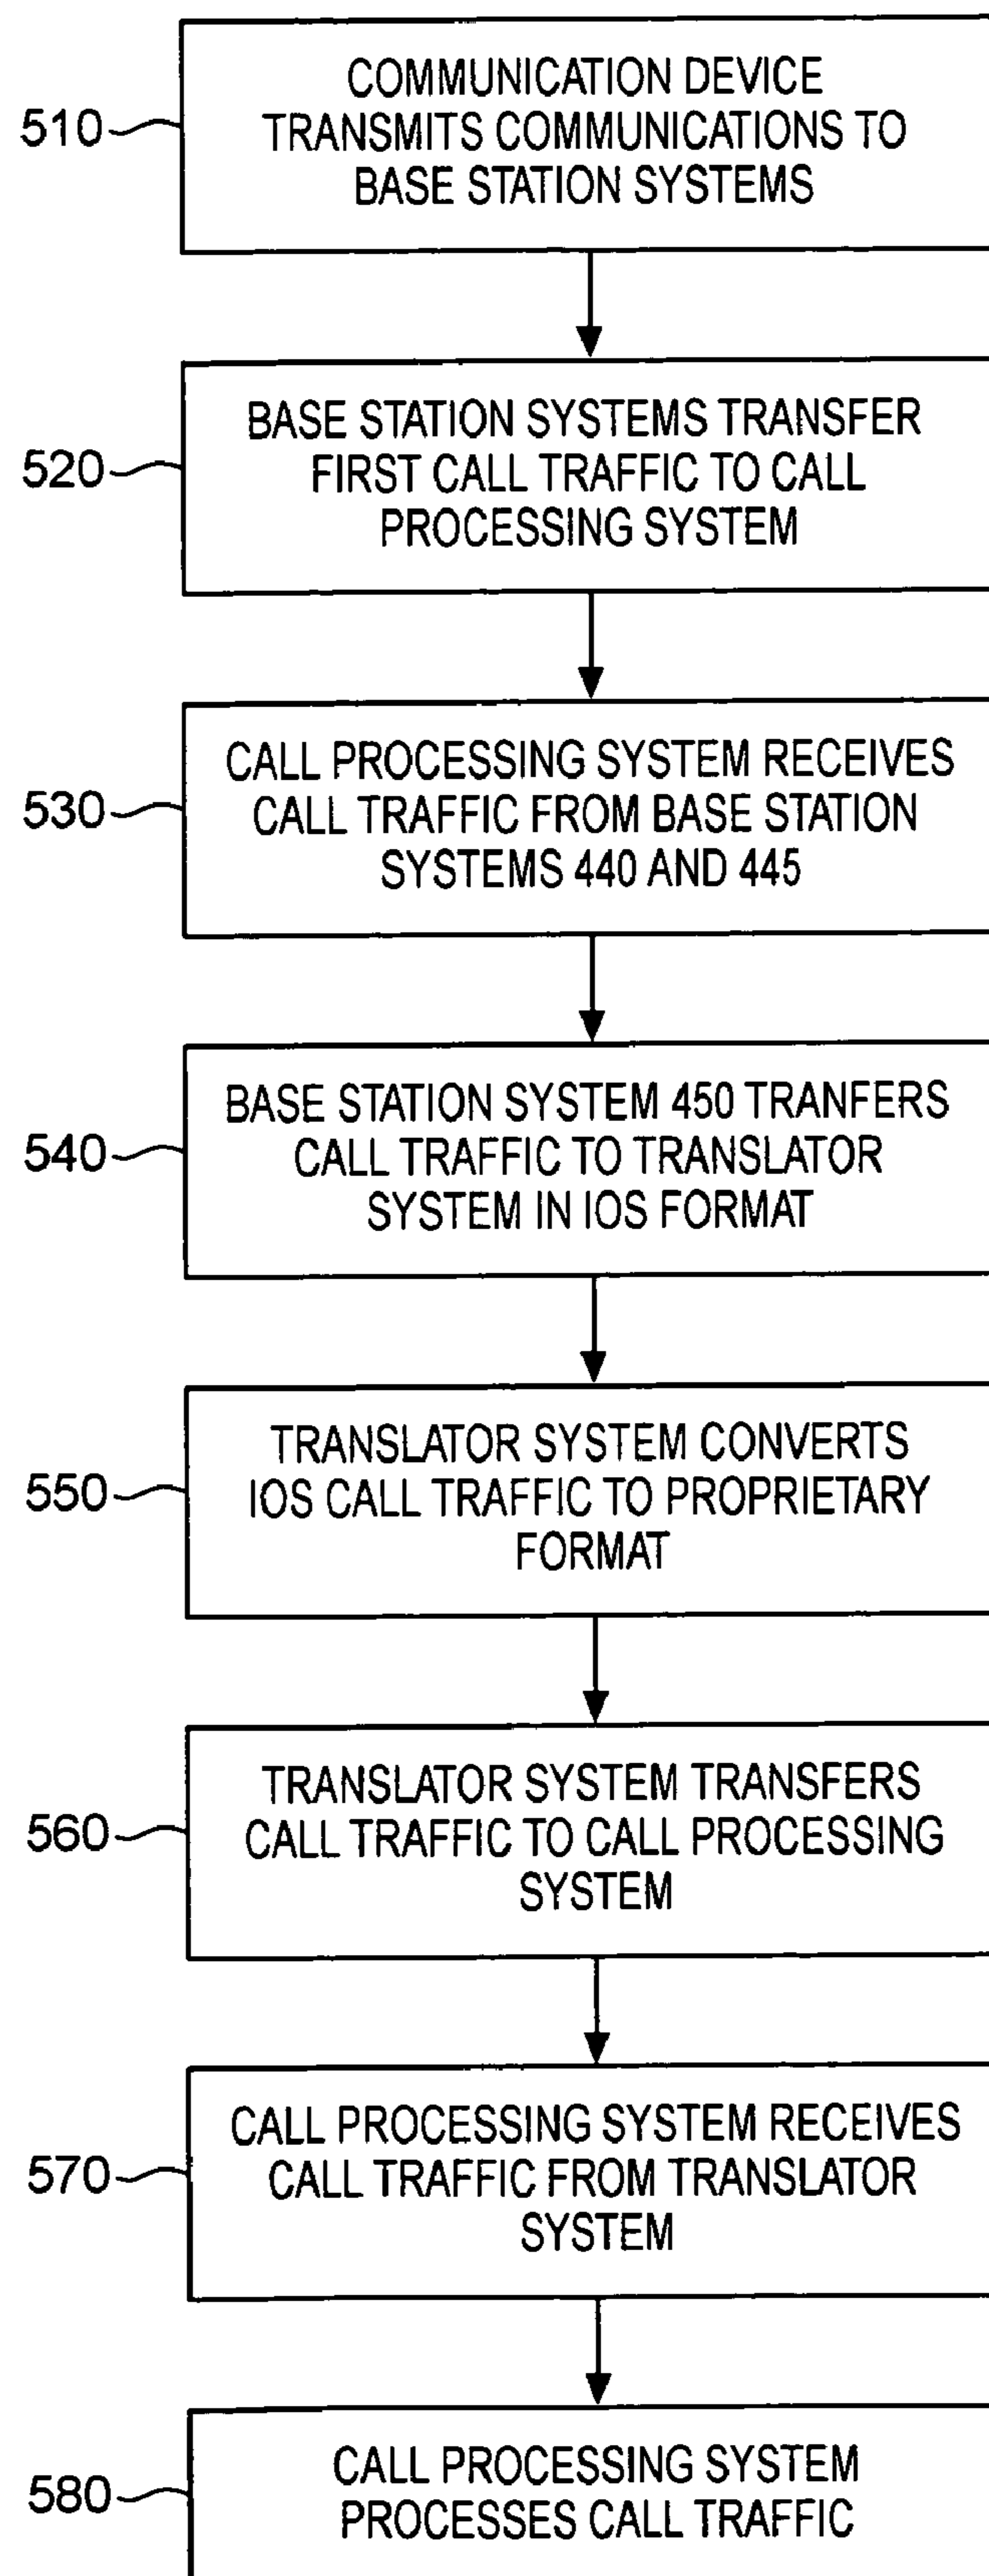 COMMUNICATION DEVICE
510 TRANSMITS COMMUNICATIONS TO
BASE STATION SYSTEMS
BASE STATION SYSTEMS TRANSFER
520 FIRST CALL TRAFFIC TO CALL
PROCESSING SYSTEM
CALL PROCESSING SYSTEM RECEIVES
530 CALL TRAFFIC FROM BASE STATION
SYSTEMS 440 AND 445
BASE STATION SYSTEM 450 TRANFERS
540 CALL TRAFFIC TO TRANSLATOR
SYSTEM IN IOS FORMAT
TRANSLATOR SYSTEM CONVERTS
550 IOS CALL TRAFFIC TO PROPRIETARY
FORMAT
TRANSLATOR SYSTEM TRANSFERS
560 CALL TRAFFIC TO CALL PROCESSING
SYSTEM
CALL PROCESSING SYSTEM RECEIVES
570 CALL TRAFFIC FROM TRANSLATOR
SYSTEM
CALL PROCESSING SYSTEM
580 PROCESSES CALL TRAFFIC